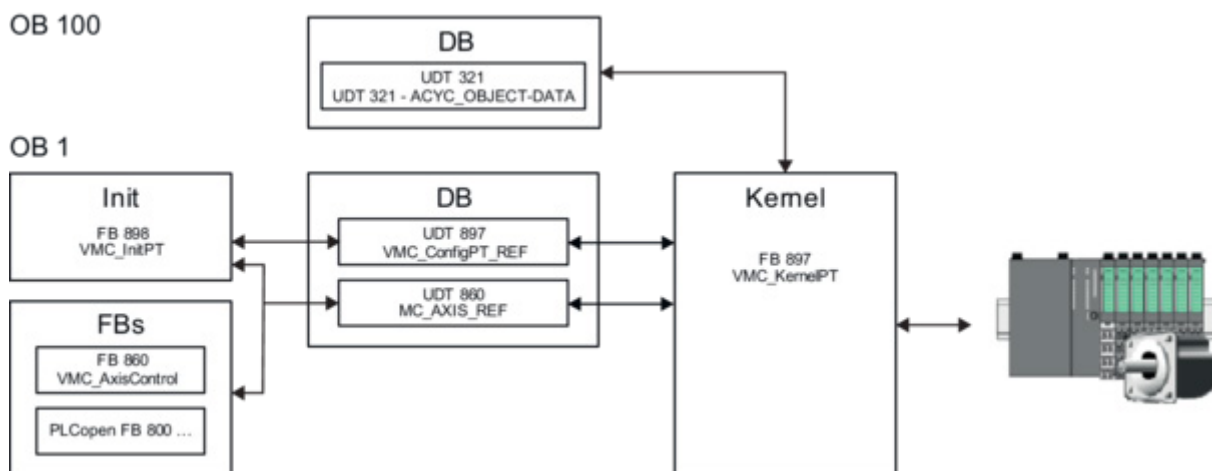 OB 100
DB
UDT 321
UDT 321 - ACYC_OBJECT-DATA
OB 1
Init
FB 898
VMC_InitPT
DB
UDT 897
VMC_ConfigPT_REF
UDT 860
MC_AXIS_REF
Kernel
FB 897
VMC_KernelPT
FBs
FB 860
VMC_AxisControl
PLCopen FB 800 ...